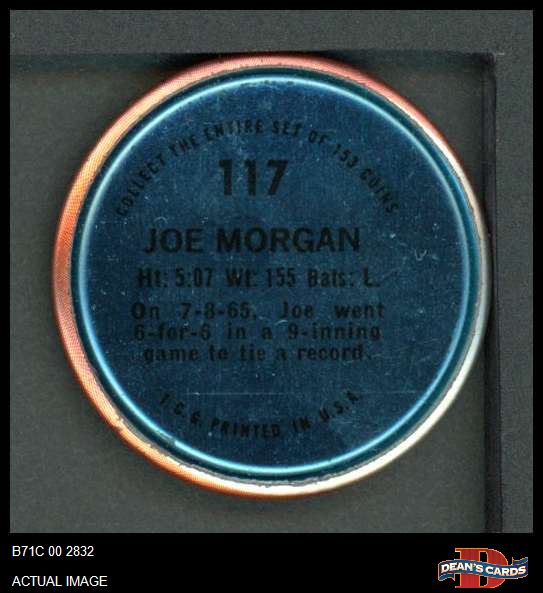 COLLECT THE ENTIRE SET OF 153 COINS
117
JOE MORGAN
Ht: 5:07 Wt: 155 Bats: L.
On 7-8-65, Joe went
6-for-6 in a 9-inning
game to tie a record.
T.C.G. PRINTED IN U.S.A.
B71C 00 2832
ACTUAL IMAGE
D
DEAN'S CARDS